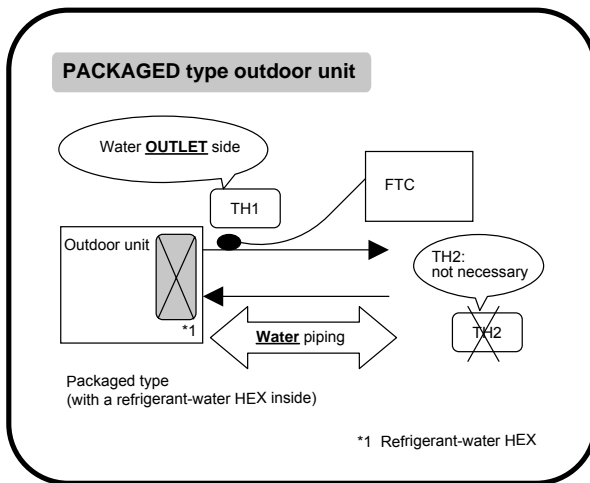 PACKAGED type outdoor unit
Water OUTLET side
FTC
TH1
Outdoor unit
TH2:
not necessary
*1
Water piping
TH2
Packaged type
(with a refrigerant-water HEX inside)
*1 Refrigerant-water HEX